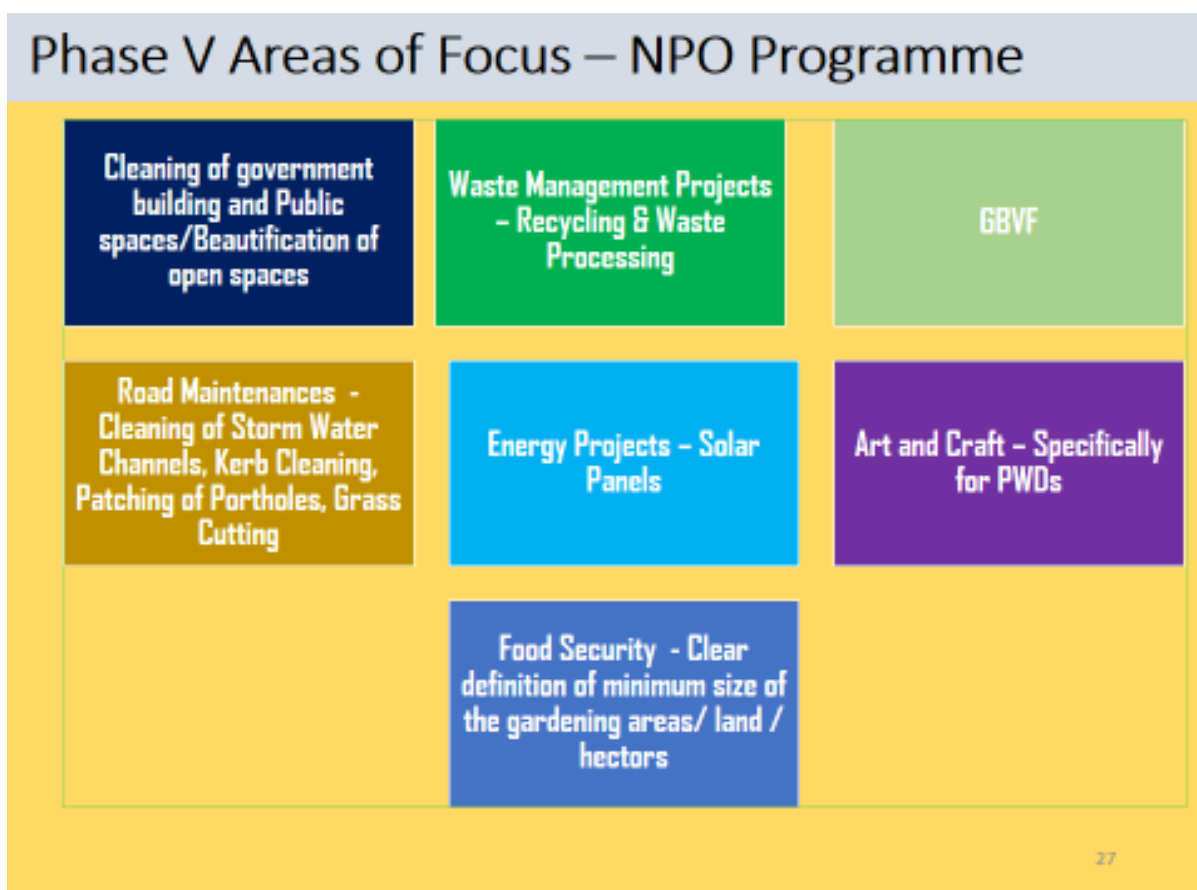 Phase V Areas of Focus – NPO Programme
Cleaning of government
building and Public
spaces/Beautification of
open spaces
Waste Management Projects
– Recycling & Waste
Processing
GBVF
Road Maintenances -
Cleaning of Storm Water
Channels, Kerb Cleaning,
Patching of Portholes, Grass
Cutting
Energy Projects – Solar
Panels
Art and Craft – Specifically
for PWDs
Food Security - Clear
definition of minimum size of
the gardening areas/ land /
hectors
27